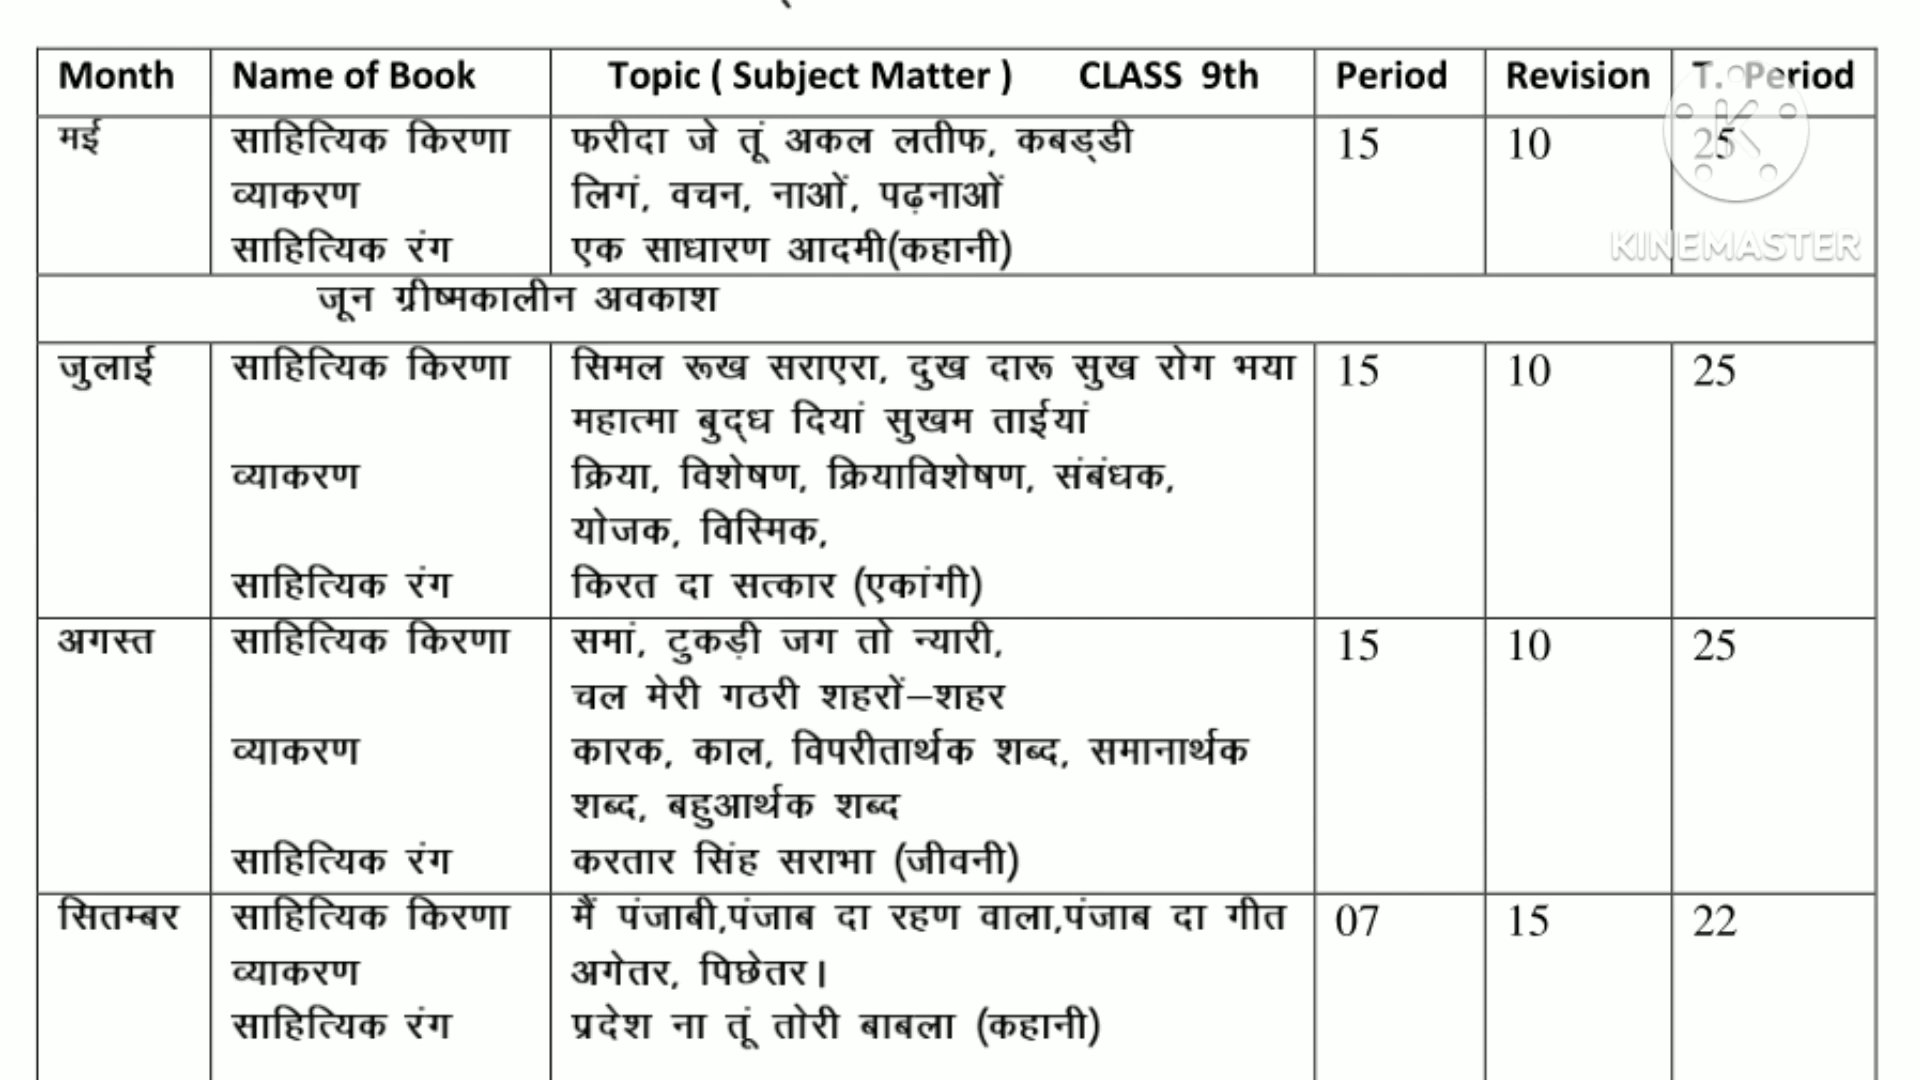 Month Name of Book Topic ( Subject Matter ) CLASS 9th Period Revision T. Period
मई साहित्यिक किरणा फरीदा जे तूं अकल लतीफ, कबड्डी 15 10 25
व्याकरण लिगं, वचन, नाओं, पढ़नाओं
साहित्यिक रंग एक साधारण आदमी(कहानी)
KINEMASTER
जून ग्रीष्मकालीन अवकाश
जुलाई साहित्यिक किरणा सिमल रूख सराएरा, दुख दारू सुख रोग भया 15 10 25
महात्मा बुद्ध दियां सुखम ताईयां
व्याकरण क्रिया, विशेषण, क्रियाविशेषण, संबंधक,
योजक, विस्मिक,
साहित्यिक रंग किरत दा सत्कार (एकांगी)
अगस्त साहित्यिक किरणा समां, टुकड़ी जग तो न्यारी, 15 10 25
चल मेरी गठरी शहरों–शहर
व्याकरण कारक, काल, विपरीतार्थक शब्द, समानार्थक
शब्द, बहुआर्थक शब्द
साहित्यिक रंग करतार सिंह सराभा (जीवनी)
सितम्बर साहित्यिक किरणा मैं पंजाबी,पंजाब दा रहण वाला,पंजाब दा गीत 07 15 22
व्याकरण अगेतर, पिछेतर।
साहित्यिक रंग प्रदेश ना तूं तोरी बाबला (कहानी)